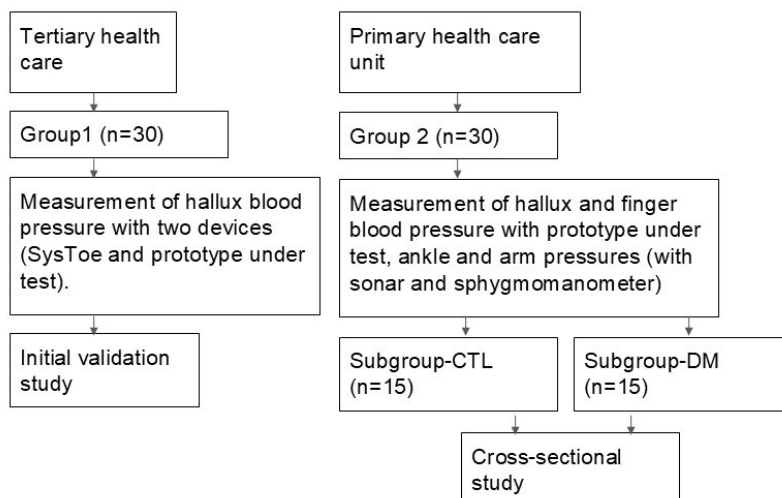 Tertiary health
care
Group1 (n=30)
Measurement of hallux blood
pressure with two devices
(SysToe and prototype under
test).
Initial validation
study
Primary health care
unit
Group 2 (n=30)
Measurement of hallux and finger
blood pressure with prototype under
test, ankle and arm pressures (with
sonar and sphygmomanometer)
Subgroup-CTL
(n=15)
Subgroup-DM
(n=15)
Cross-sectional
study